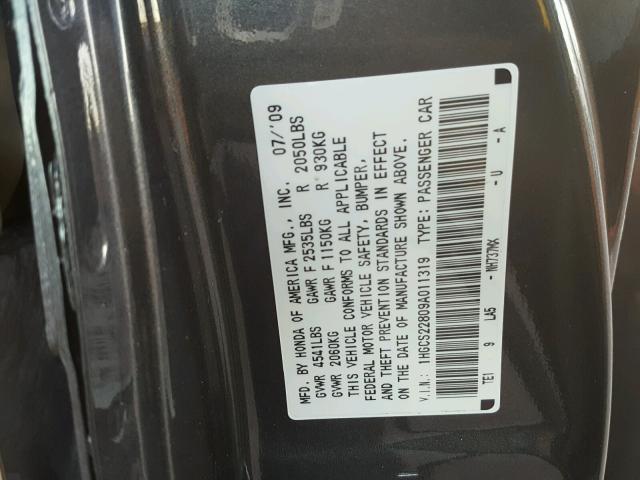 MFD. BY HONDA OF AMERICA MFG., INC. 07/'09
GVWR 4541LBS GAWR F 2535LBS R 2050LBS
GVWR 2060KG GAWR F 1150KG R 930KG
THIS VEHICLE CONFORMS TO ALL APPLICABLE
FEDERAL MOTOR VEHICLE SAFETY, BUMPER,
AND THEFT PREVENTION STANDARDS IN EFFECT
ON THE DATE OF MANUFACTURE SHOWN ABOVE.
V.I.N.: 1HGCS22809A011319 TYPE: PASSENGER CAR
TE1 9 LA5 - NH737MX - U - A